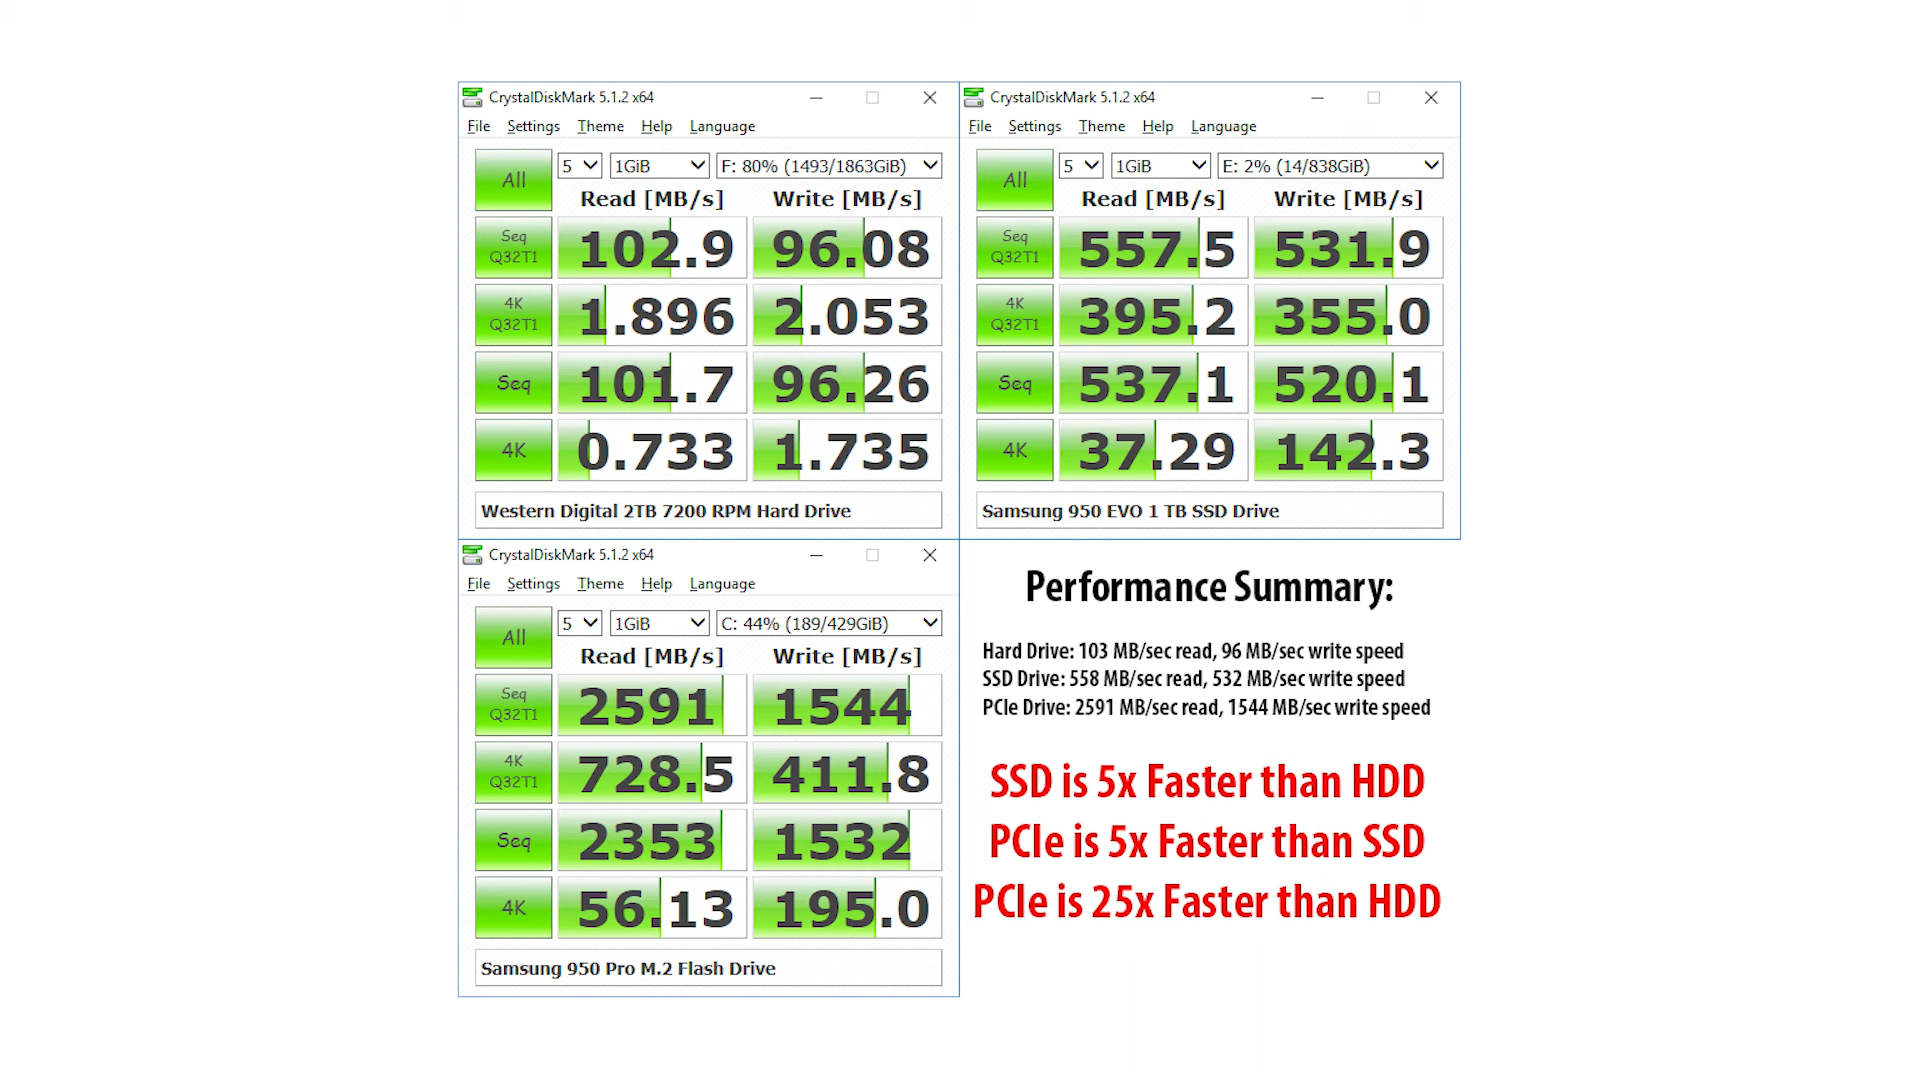 CrystalDiskMark 5.1.2 x64
File Settings Theme Help Language
All 5 1GiB F: 80% (1493/1863GiB)
Read [MB/s] Write [MB/s]
Seq Q32T1 102.9 96.08
4K Q32T1 1.896 2.053
Seq 101.7 96.26
4K 0.733 1.735
Western Digital 2TB 7200 RPM Hard Drive
CrystalDiskMark 5.1.2 x64
File Settings Theme Help Language
All 5 1GiB E: 2% (14/838GiB)
Read [MB/s] Write [MB/s]
Seq Q32T1 557.5 531.9
4K Q32T1 395.2 355.0
Seq 537.1 520.1
4K 37.29 142.3
Samsung 950 EVO 1 TB SSD Drive
CrystalDiskMark 5.1.2 x64
File Settings Theme Help Language
All 5 1GiB C: 44% (189/429GiB)
Read [MB/s] Write [MB/s]
Seq Q32T1 2591 1544
4K Q32T1 728.5 411.8
Seq 2353 1532
4K 56.13 195.0
Samsung 950 Pro M.2 Flash Drive
Performance Summary:
Hard Drive: 103 MB/sec read, 96 MB/sec write speed
SSD Drive: 558 MB/sec read, 532 MB/sec write speed
PCIe Drive: 2591 MB/sec read, 1544 MB/sec write speed
SSD is 5x Faster than HDD
PCIe is 5x Faster than SSD
PCIe is 25x Faster than HDD